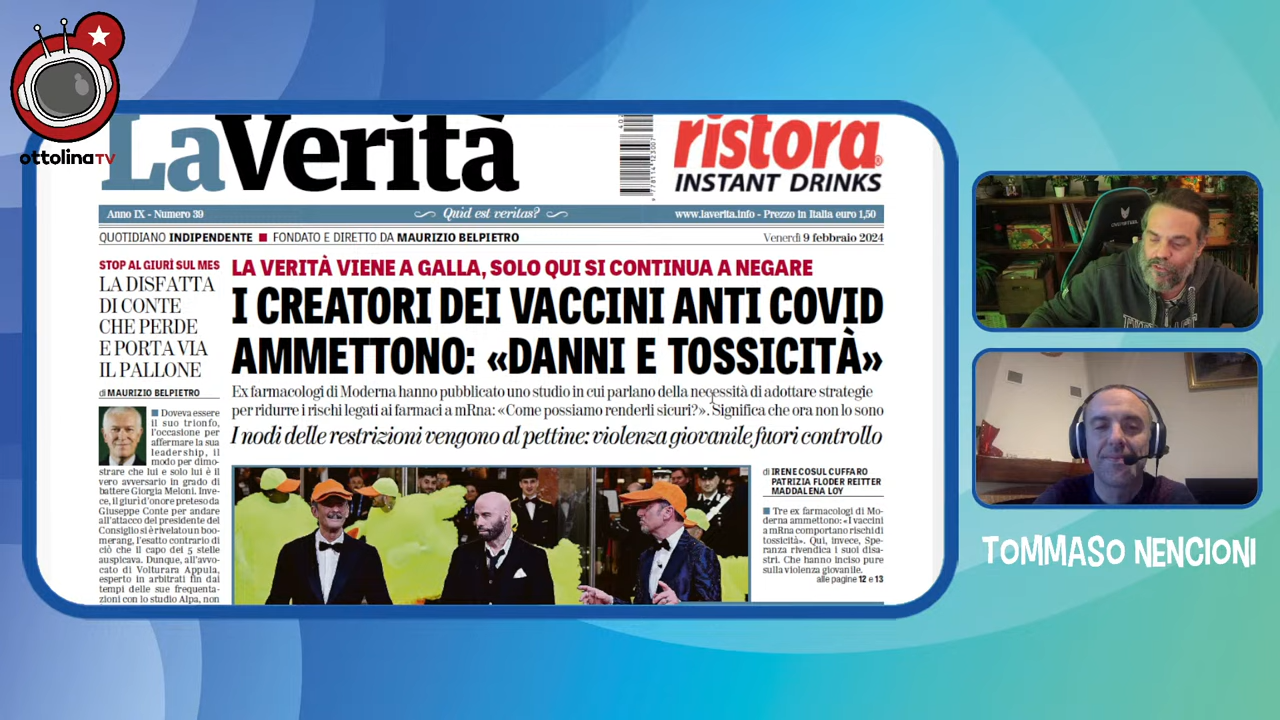 ottolinaTV
LaVerità
ristora
INSTANT DRINKS
Anno IX - Numero 39
Quid est veritas?
www.laverita.info - Prezzo in Italia euro 1,50
QUOTIDIANO INDIPENDENTE ■ FONDATO E DIRETTO DA MAURIZIO BELPIETRO
Venerdì 9 febbraio 2024
STOP AL GIURÌ SUL MES
LA DISFATTA
DI CONTE
CHE PERDE
E PORTA VIA
IL PALLONE
di MAURIZIO BELPIETRO
■ Doveva essere
il suo trionfo,
l'occasione per
affermare la sua
leadership, il
modo per dimo-
strare che lui e solo lui è il
vero avversario in grado di
battere Giorgia Meloni. Inve-
ce, il giurì d'onore preteso da
Giuseppe Conte per andare
all'attacco del presidente del
Consiglio si è rivelato un boo-
merang, l'esatto contrario di
ciò che il capo dei 5 stelle
auspicava. Dunque, all'avvo-
cato di Volturara Appula,
esperto in arbitrati fin dai
tempi delle sue frequenta-
zioni con lo studio Alpa, non
LA VERITÀ VIENE A GALLA, SOLO QUI SI CONTINUA A NEGARE
I CREATORI DEI VACCINI ANTI COVID
AMMETTONO: «DANNI E TOSSICITÀ»
Ex farmacologi di Moderna hanno pubblicato uno studio in cui parlano della necessità di adottare strategie
per ridurre i rischi legati ai farmaci a mRna: «Come possiamo renderli sicuri?». Significa che ora non lo sono
I nodi delle restrizioni vengono al pettine: violenza giovanile fuori controllo
di IRENE COSUL CUFFARO
PATRIZIA FLODER REITTER
MADDALENA LOY
■ Tre ex farmacologi di Mo-
derna ammettono: «I vaccini
a mRna comportano rischi di
tossicità». Qui, invece, Spe-
ranza rivendica i suoi disa-
stri. Che hanno inciso pure
sulla violenza giovanile.
alle pagine 12 e 13
TOMMASO NENCIONI